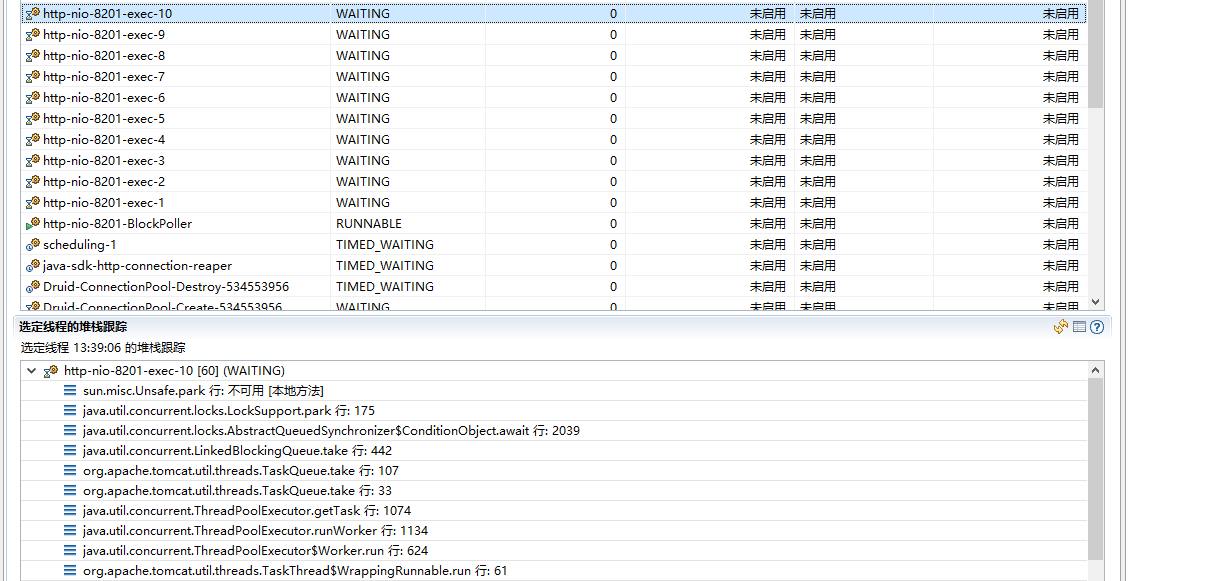 http-nio-8201-exec-10 WAITING 0 未启用 未启用 未启用
http-nio-8201-exec-9 WAITING 0 未启用 未启用 未启用
http-nio-8201-exec-8 WAITING 0 未启用 未启用 未启用
http-nio-8201-exec-7 WAITING 0 未启用 未启用 未启用
http-nio-8201-exec-6 WAITING 0 未启用 未启用 未启用
http-nio-8201-exec-5 WAITING 0 未启用 未启用 未启用
http-nio-8201-exec-4 WAITING 0 未启用 未启用 未启用
http-nio-8201-exec-3 WAITING 0 未启用 未启用 未启用
http-nio-8201-exec-2 WAITING 0 未启用 未启用 未启用
http-nio-8201-exec-1 WAITING 0 未启用 未启用 未启用
http-nio-8201-BlockPoller RUNNABLE 0 未启用 未启用 未启用
scheduling-1 TIMED_WAITING 0 未启用 未启用 未启用
java-sdk-http-connection-reaper TIMED_WAITING 0 未启用 未启用 未启用
Druid-ConnectionPool-Destroy-534553956 TIMED_WAITING 0 未启用 未启用 未启用
Druid-ConnectionPool-Create-534553956 WAITING 0 未启用 未启用 未启用
选定线程的堆栈跟踪
选定线程 13:39:06 的堆栈跟踪
http-nio-8201-exec-10 [60] (WAITING)
sun.misc.Unsafe.park 行: 不可用 [本地方法]
java.util.concurrent.locks.LockSupport.park 行: 175
java.util.concurrent.locks.AbstractQueuedSynchronizer$ConditionObject.await 行: 2039
java.util.concurrent.LinkedBlockingQueue.take 行: 442
org.apache.tomcat.util.threads.TaskQueue.take 行: 107
org.apache.tomcat.util.threads.TaskQueue.take 行: 33
java.util.concurrent.ThreadPoolExecutor.getTask 行: 1074
java.util.concurrent.ThreadPoolExecutor.runWorker 行: 1134
java.util.concurrent.ThreadPoolExecutor$Worker.run 行: 624
org.apache.tomcat.util.threads.TaskThread$WrappingRunnable.run 行: 61